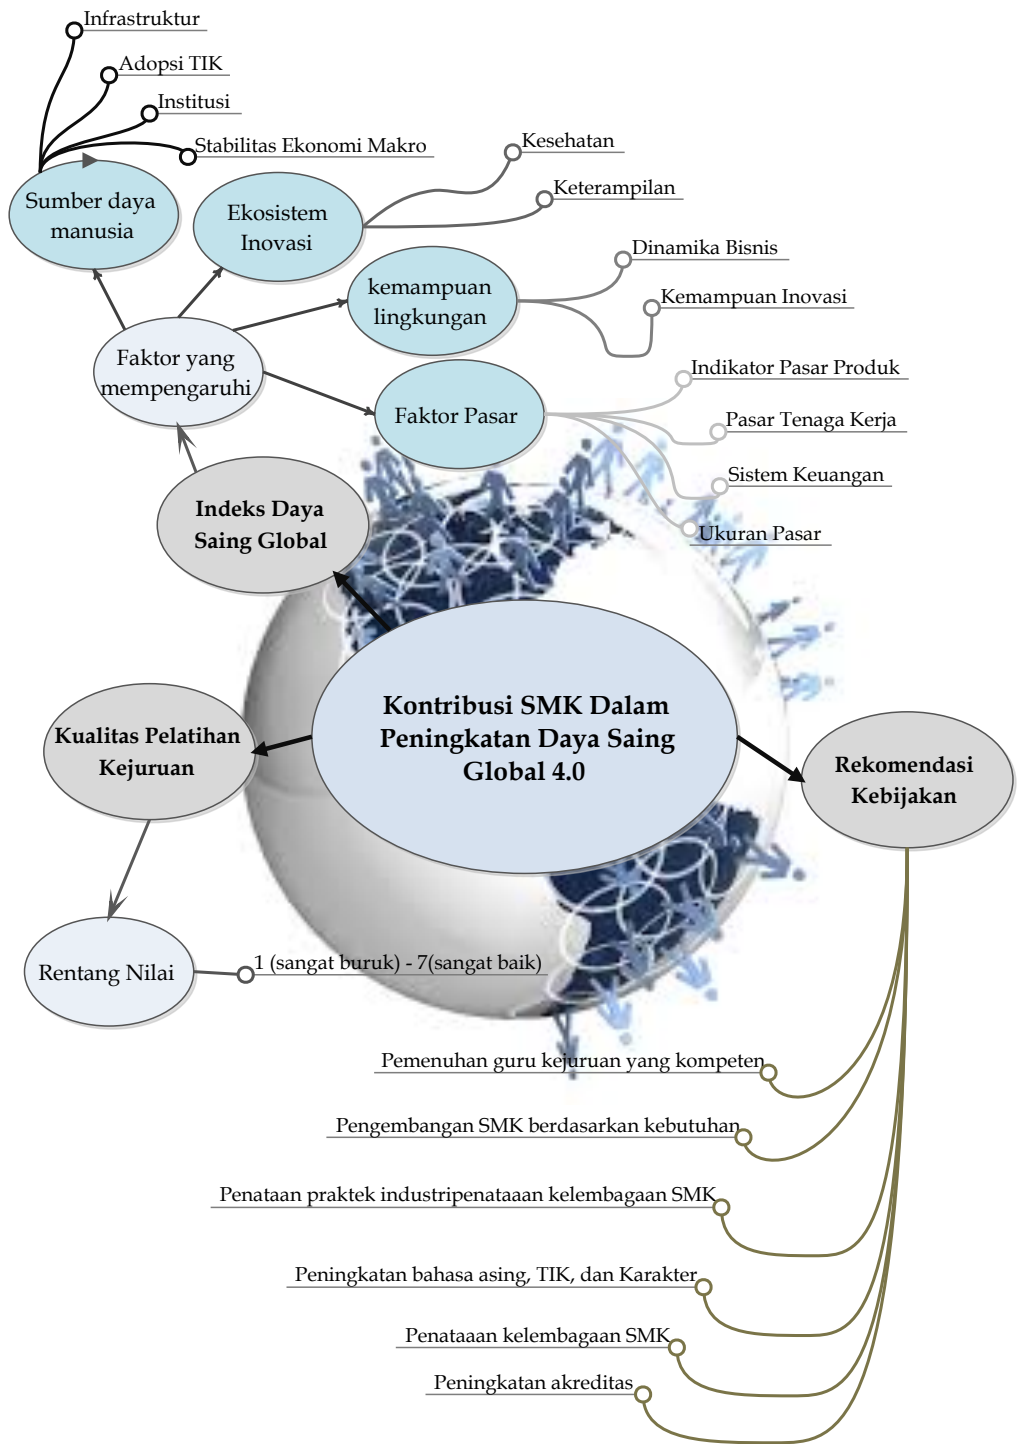 Infrastruktur
Adopsi TIK
Institusi
Stabilitas Ekonomi Makro
Sumber daya
manusia
Ekosistem
Inovasi
Kesehatan
Keterampilan
kemampuan
lingkungan
Dinamika Bisnis
Kemampuan Inovasi
Faktor yang
mempengaruhi
Faktor Pasar
Indikator Pasar Produk
Pasar Tenaga Kerja
Sistem Keuangan
Ukuran Pasar
Indeks Daya
Saing Global
Kontribusi SMK Dalam
Peningkatan Daya Saing
Global 4.0
Kualitas Pelatihan
Kejuruan
Rekomendasi
Kebijakan
Rentang Nilai
1 (sangat buruk) - 7(sangat baik)
Pemenuhan guru kejuruan yang kompeten
Pengembangan SMK berdasarkan kebutuhan
Penataan praktek industripenataaan kelembagaan SMK
Peningkatan bahasa asing, TIK, dan Karakter
Penataaan kelembagaan SMK
Peningkatan akreditas